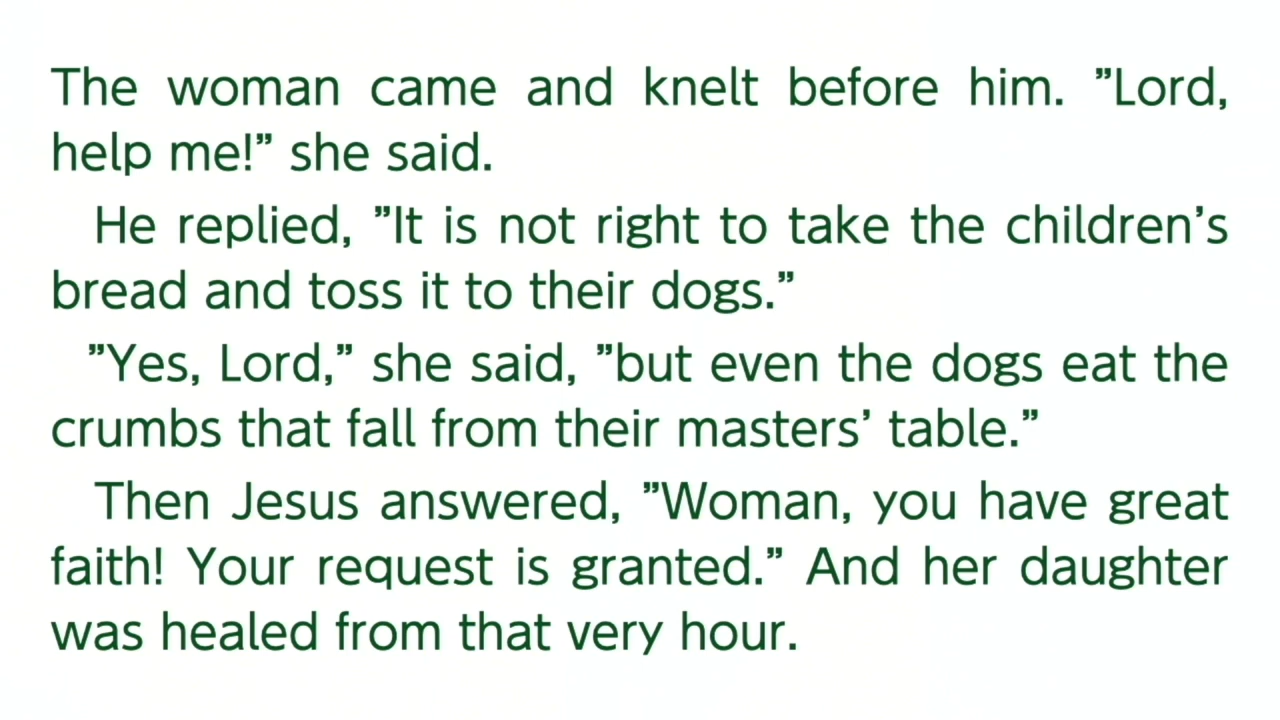 The woman came and knelt before him. ”Lord,
help me!” she said.
He replied, ”It is not right to take the children’s
bread and toss it to their dogs.”
”Yes, Lord,” she said, ”but even the dogs eat the
crumbs that fall from their masters’ table.”
Then Jesus answered, ”Woman, you have great
faith! Your request is granted.” And her daughter
was healed from that very hour.